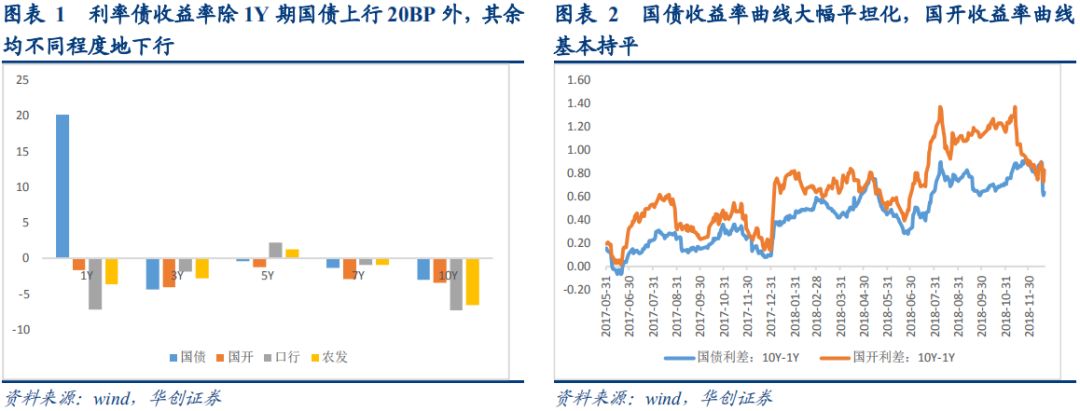 图表 1 利率债收益率除 1Y 期国债上行 20BP 外，其余
均不同程度地下行
25
20
15
10
5
0
-5
-10
1Y
3Y
5Y
7Y
10Y
国债 国开 口行 农发
资料来源：wind，华创证券
图表 2 国债收益率曲线大幅平坦化，国开收益率曲线
基本持平
1.60
1.40
1.20
1.00
0.80
0.60
0.40
0.20
0.00
-0.20
2017-05-31
2017-06-30
2017-07-31
2017-08-31
2017-09-30
2017-10-31
2017-11-30
2017-12-31
2018-01-31
2018-02-28
2018-03-31
2018-04-30
2018-05-31
2018-06-30
2018-07-31
2018-08-31
2018-09-30
2018-10-31
2018-11-30
国债利差：10Y-1Y 国开利差：10Y-1Y
资料来源：wind，华创证券